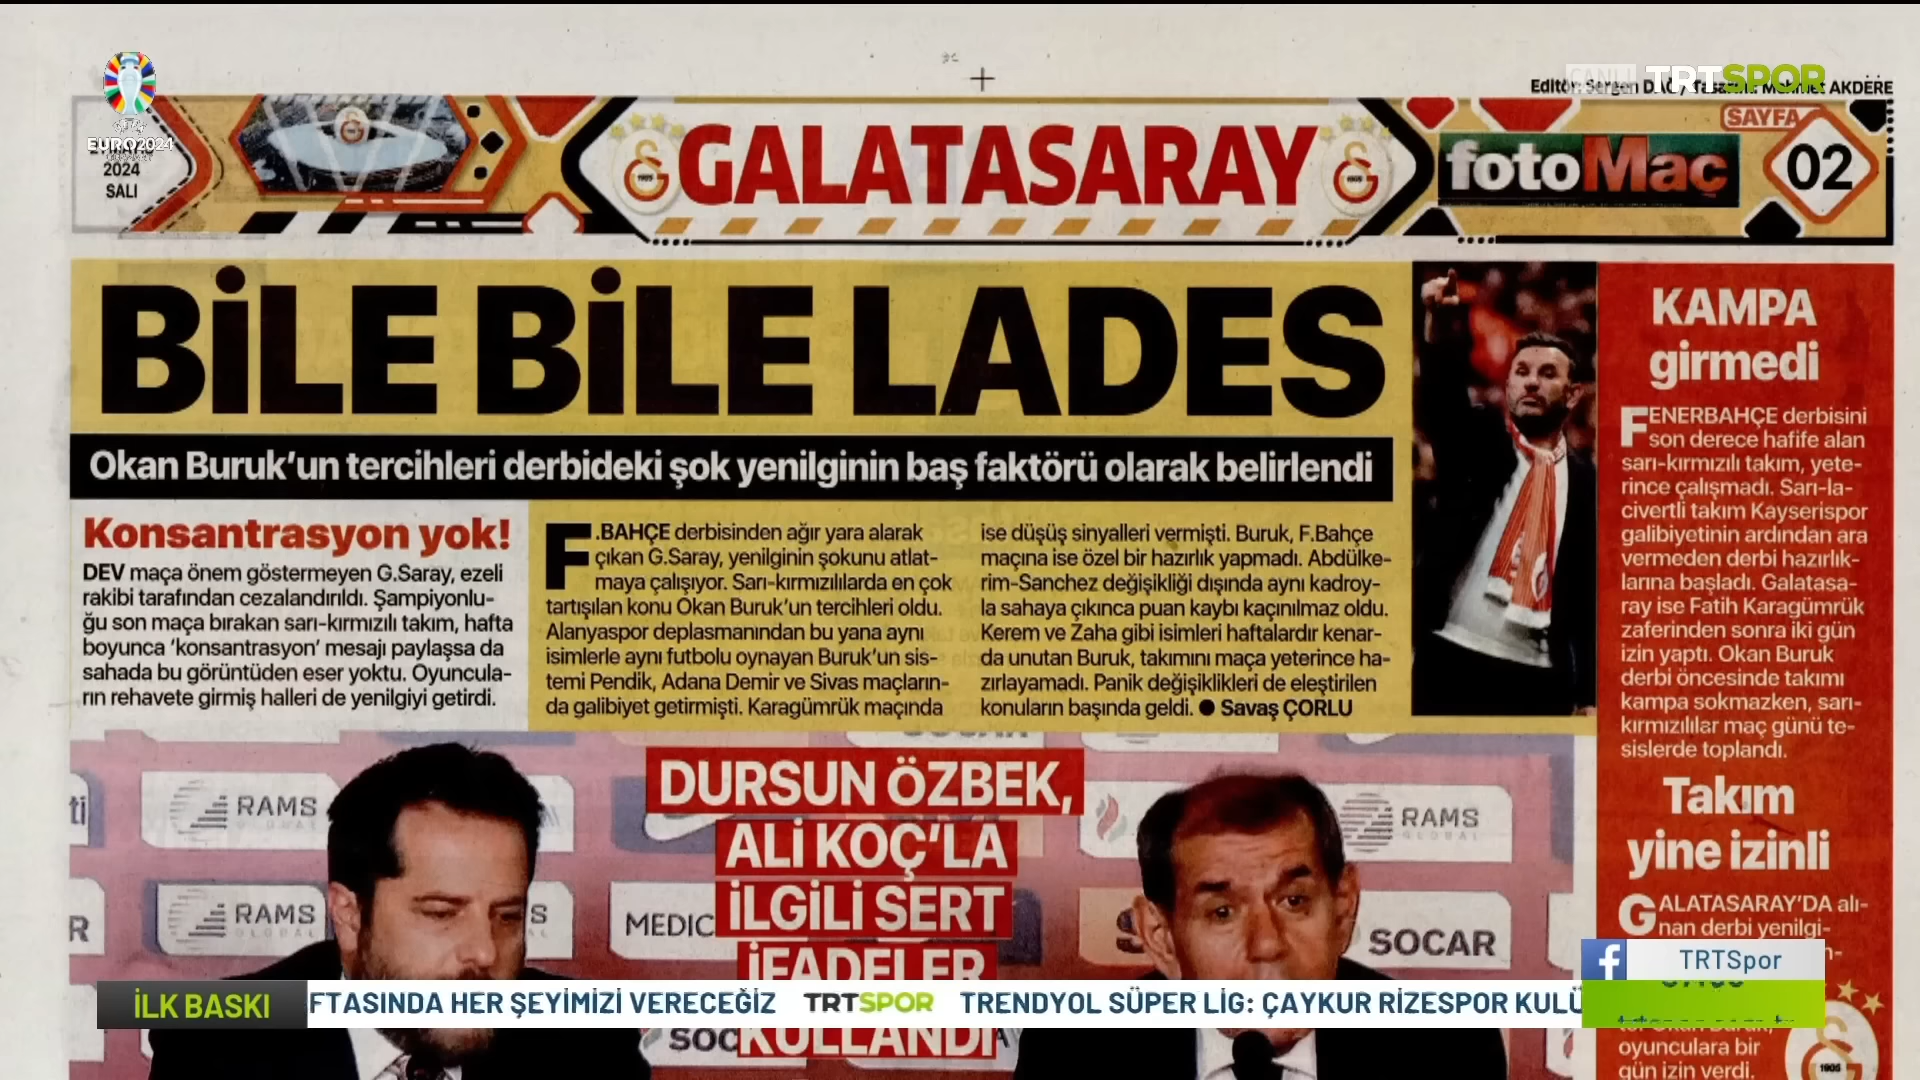 EURO2024
2024
SALI
GALATASARAY
1905
1905
CANLI TRTSPOR
AKDERE
fotoMaç
SAYFA
02
BİLE BİLE LADES
Okan Buruk’un tercihleri derbideki şok yenilginin baş faktörü olarak belirlendi
Konsantrasyon yok!
DEV maça önem göstermeyen G.Saray, ezeli
rakibi tarafından cezalandırıldı. Şampiyonlu-
ğu son maça bırakan sarı-kırmızılı takım, hafta
boyunca ‘konsantrasyon’ mesajı paylaşsa da
sahada bu görüntüden eser yoktu. Oyuncula-
rın rehavete girmiş halleri de yenilgiyi getirdi.
F.BAHÇE derbisinden ağır yara alarak
çıkan G.Saray, yenilginin şokunu atlat-
maya çalışıyor. Sarı-kırmızılılarda en çok
tartışılan konu Okan Buruk’un tercihleri oldu.
Alanyaspor deplasmanından bu yana aynı
isimlerle aynı futbolu oynayan Buruk’un sis-
temi Pendik, Adana Demir ve Sivas maçların-
da galibiyet getirmişti. Karagümrük maçında
ise düşüş sinyalleri vermişti. Buruk, F.Bahçe
maçına ise özel bir hazırlık yapmadı. Abdülke-
rim-Sanchez değişikliği dışında aynı kadroy-
la sahaya çıkınca puan kaybı kaçınılmaz oldu.
Kerem ve Zaha gibi isimleri haftalardır kenar-
da unutan Buruk, takımını maça yeterince ha-
zırlayamadı. Panik değişiklikleri de eleştirilen
konuların başında geldi. ● Savaş ÇORLU
KAMPA
girmedi
FENERBAHÇE derbisini
son derece hafife alan
sarı-kırmızılı takım, yete-
rince çalışmadı. Sarı-la-
civertli takım Kayserispor
galibiyetinin ardından ara
vermeden derbi hazırlık-
larına başladı. Galatasa-
ray ise Fatih Karagümrük
zaferinden sonra iki gün
izin yaptı. Okan Buruk
derbi öncesinde takımı
kampa sokmazken, sarı-
kırmızılılar maç günü te-
sislerde toplandı.
Takım
yine izinli
GALATASARAY’DA alı-
nan derbi yenilgi-
oyunculara bir
gün izin verdi.
1905
DURSUN ÖZBEK,
ALİ KOÇ’LA
İLGİLİ SERT
İFADELER
KULLANDI
RAMS
GLOBAL
RAMS
GLOBAL
RAMS
GLOBAL
MEDIC
SOCAR
SOC
TRTSpor
İLK BASKI
FTASINDA HER ŞEYİMİZİ VERECEĞİZ TRTSPOR TRENDYOL SÜPER LİG: ÇAYKUR RİZESPOR KULÜ